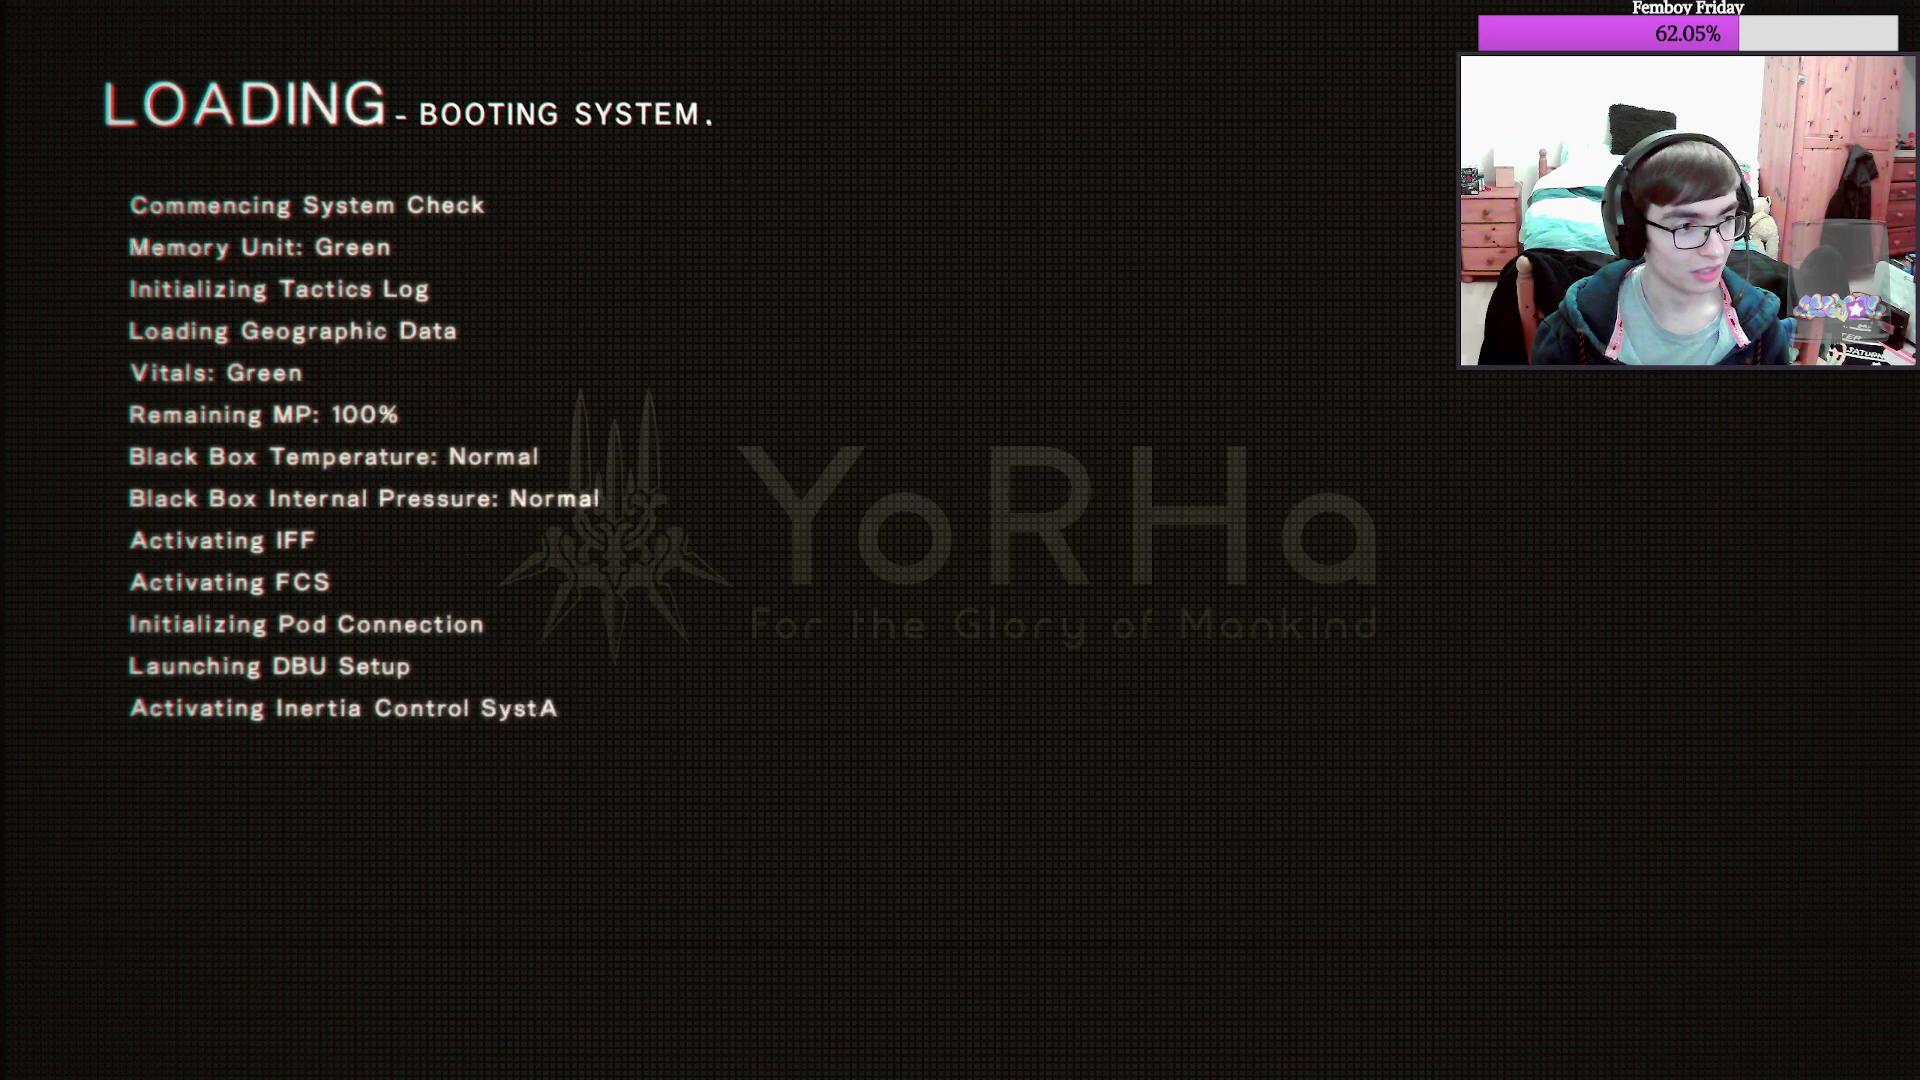 Femboy Friday
62.05%
LOADING - BOOTING SYSTEM.
Commencing System Check
Memory Unit: Green
Initializing Tactics Log
Loading Geographic Data
Vitals: Green
Remaining MP: 100%
Black Box Temperature: Normal
Black Box Internal Pressure: Normal
Activating IFF
Activating FCS
Initializing Pod Connection
Launching DBU Setup
Activating Inertia Control SystA
YoRHa
For the Glory of Mankind
SATURN